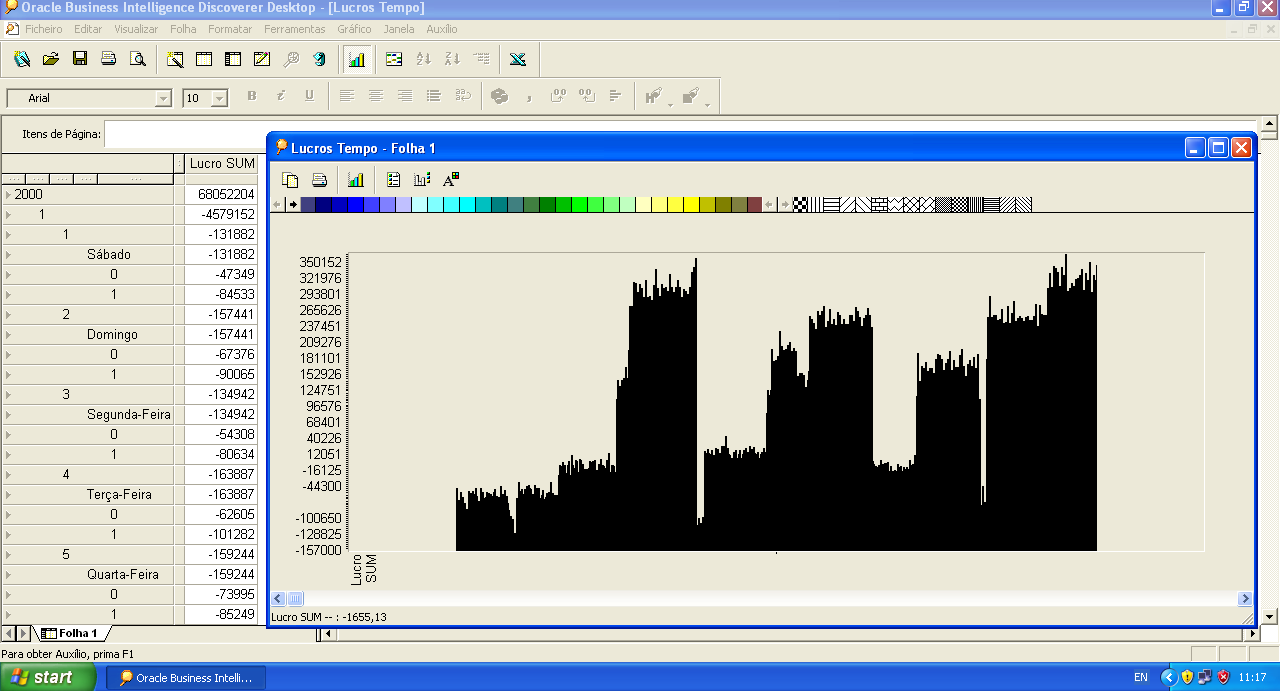 Oracle Business Intelligence Discoverer Desktop - [Lucros Tempo]
Ficheiro Editar Visualizar Folha Formatar Ferramentas Gráfico Janela Auxílio
Arial 10 B i U
Itens de Página:
Lucro SUM
2000 68052204
1 -4579152
1 -131882
Sábado -131882
0 -47349
1 -84533
2 -157441
Domingo -157441
0 -67376
1 -90065
3 -134942
Segunda-Feira -134942
0 -54308
1 -80634
4 -163887
Terça-Feira -163887
0 -62605
1 -101282
5 -159244
Quarta-Feira -159244
0 -73995
1 -85249
Folha 1
Lucros Tempo - Folha 1
350152
321976
293801
265626
237451
209276
181101
152926
124751
96576
68401
40226
12051
-16125
-44300
-100650
-128825
-157000
Lucro
SUM
Lucro SUM -- : -1655,13
Para obter Auxílio, prima F1
start Oracle Business Intelli... EN 11:17